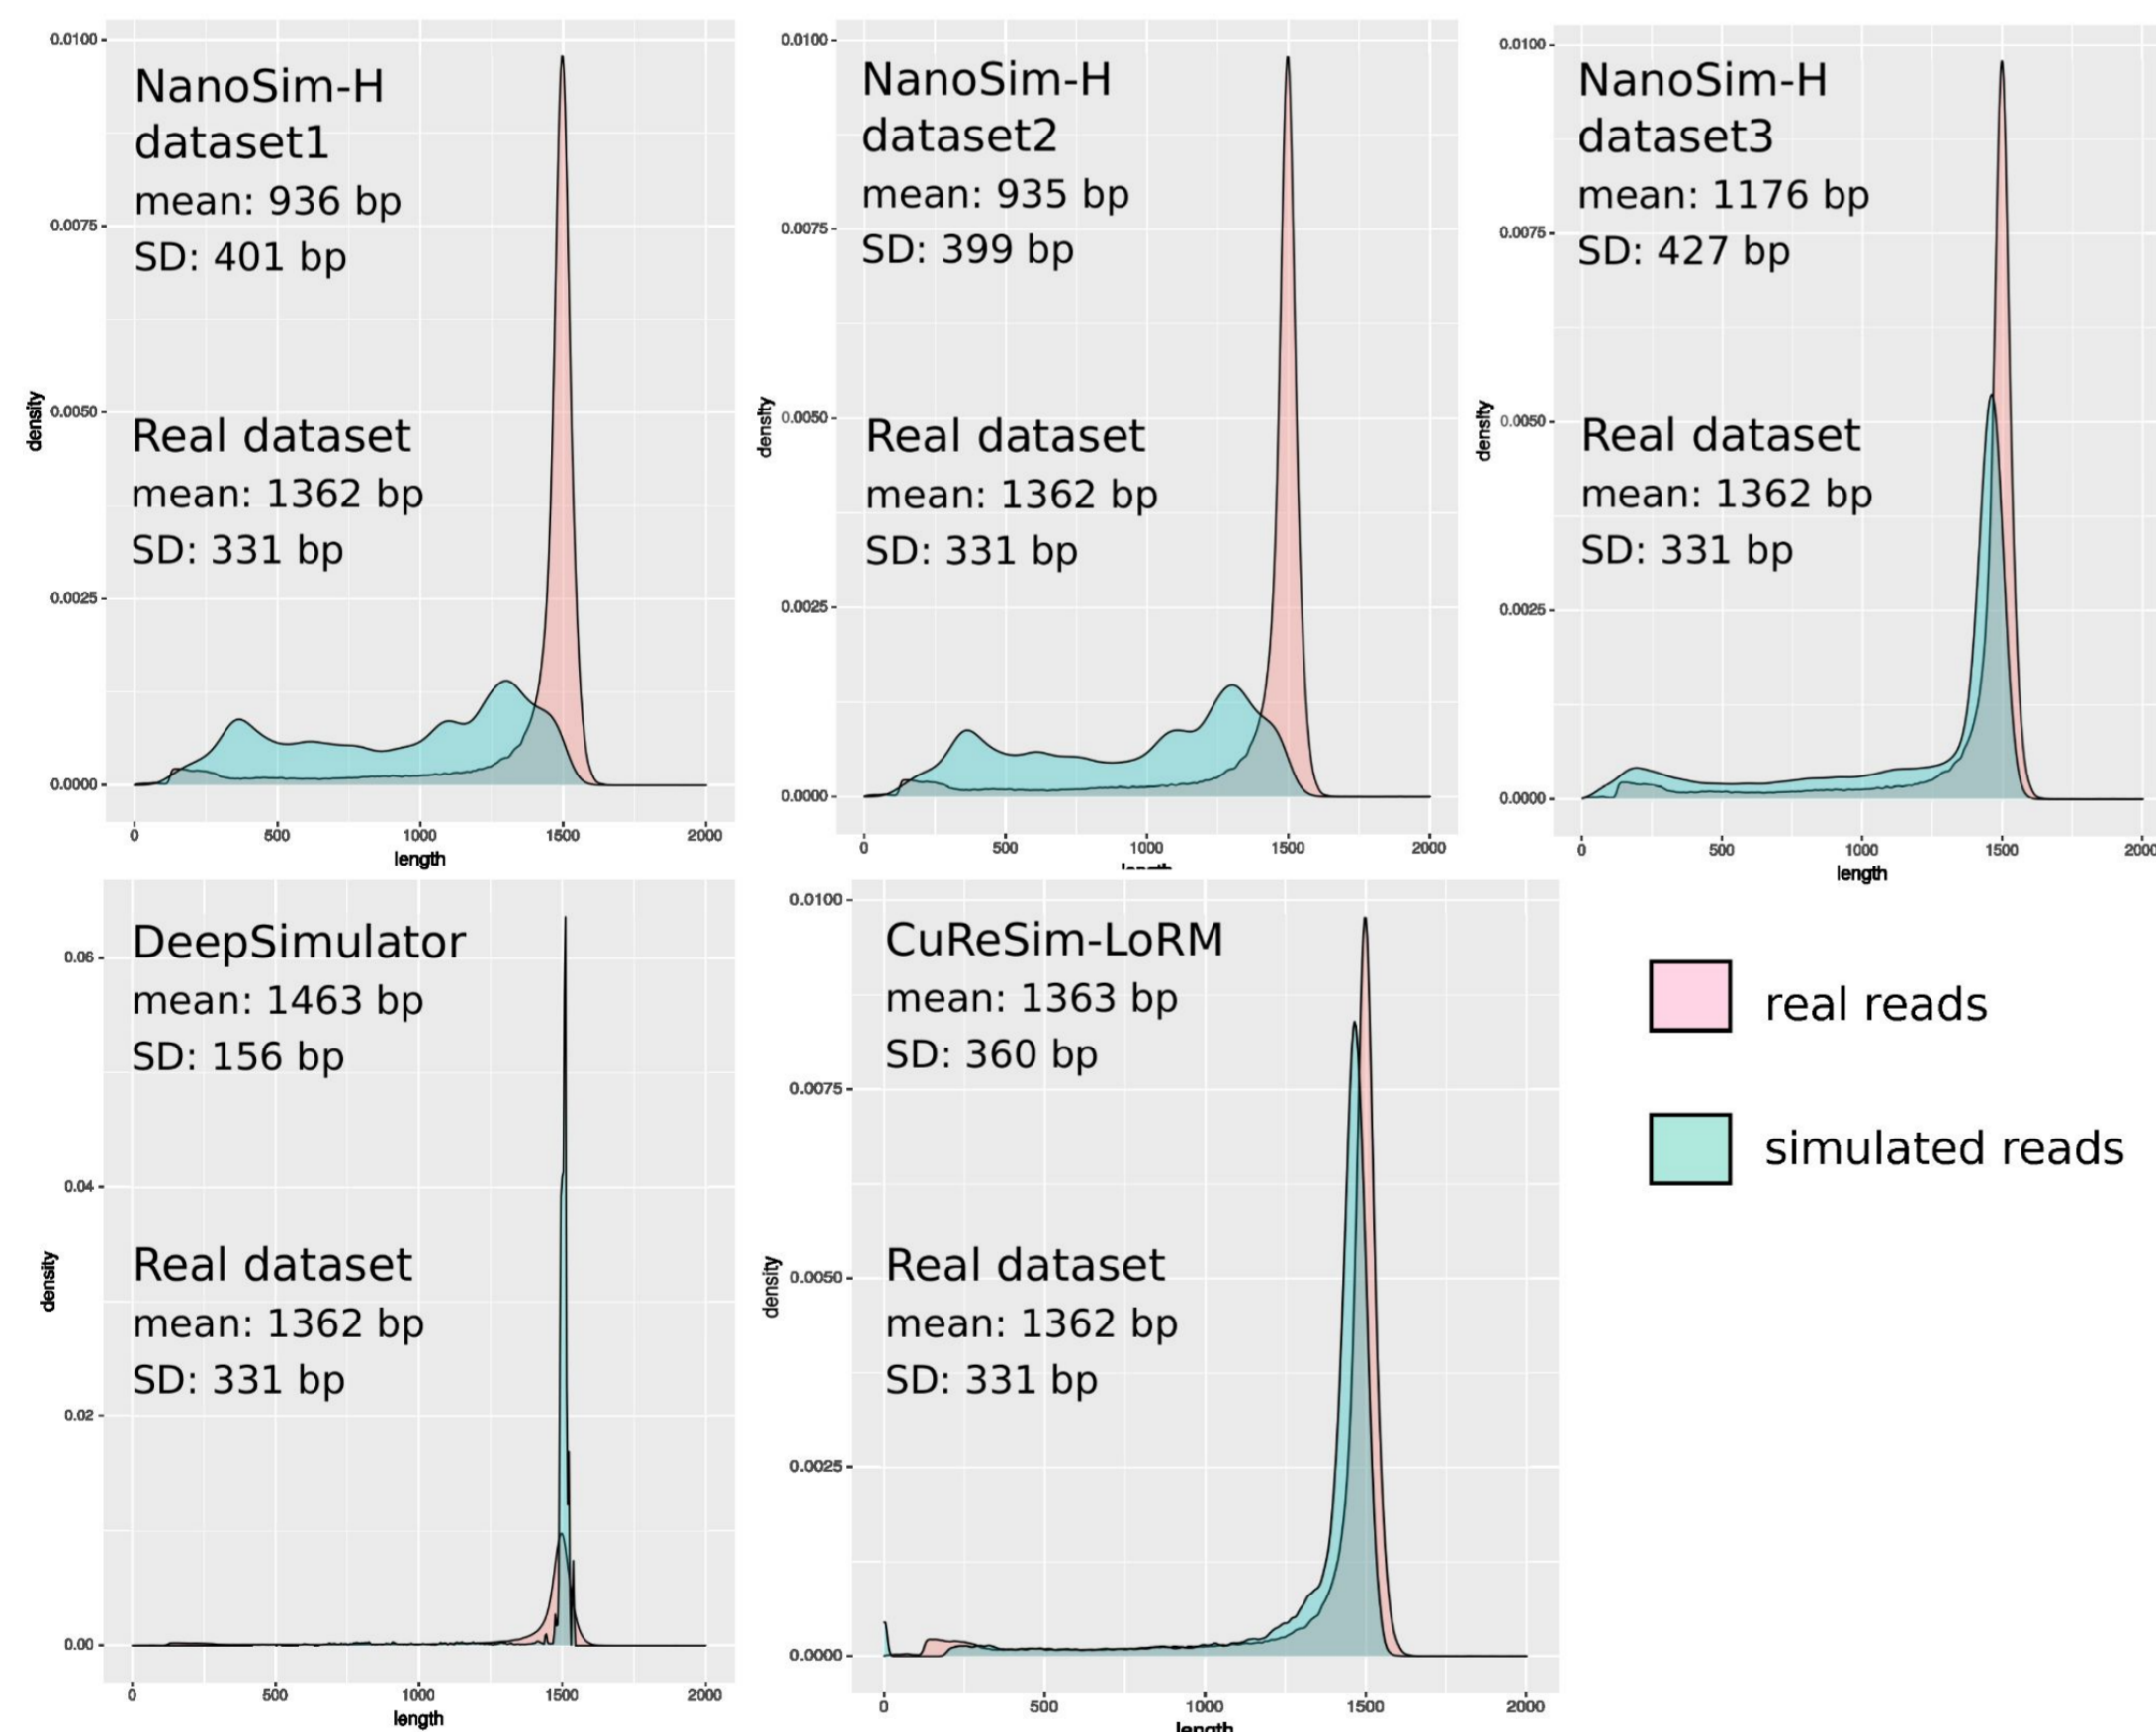 NanoSim-H
dataset1
mean: 936 bp
SD: 401 bp
Real dataset
mean: 1362 bp
SD: 331 bp
density
0.0100
0.0075
0.0050
0.0025
0.0000
0 500 1000 1500 2000
length
NanoSim-H
dataset2
mean: 935 bp
SD: 399 bp
Real dataset
mean: 1362 bp
SD: 331 bp
density
0.0100
0.0075
0.0050
0.0025
0.0000
0 500 1000 1500 2000
NanoSim-H
dataset3
mean: 1176 bp
SD: 427 bp
Real dataset
mean: 1362 bp
SD: 331 bp
density
0.0100
0.0075
0.0050
0.0025
0.0000
0 500 1000 1500 2000
length
DeepSimulator
mean: 1463 bp
SD: 156 bp
Real dataset
mean: 1362 bp
SD: 331 bp
density
0.06
0.04
0.02
0.00
0 500 1000 1500 2000
length
CuReSim-LoRM
mean: 1363 bp
SD: 360 bp
Real dataset
mean: 1362 bp
SD: 331 bp
density
0.0100
0.0075
0.0050
0.0025
0.0000
0 500 1000 1500 2000
length
real reads
simulated reads